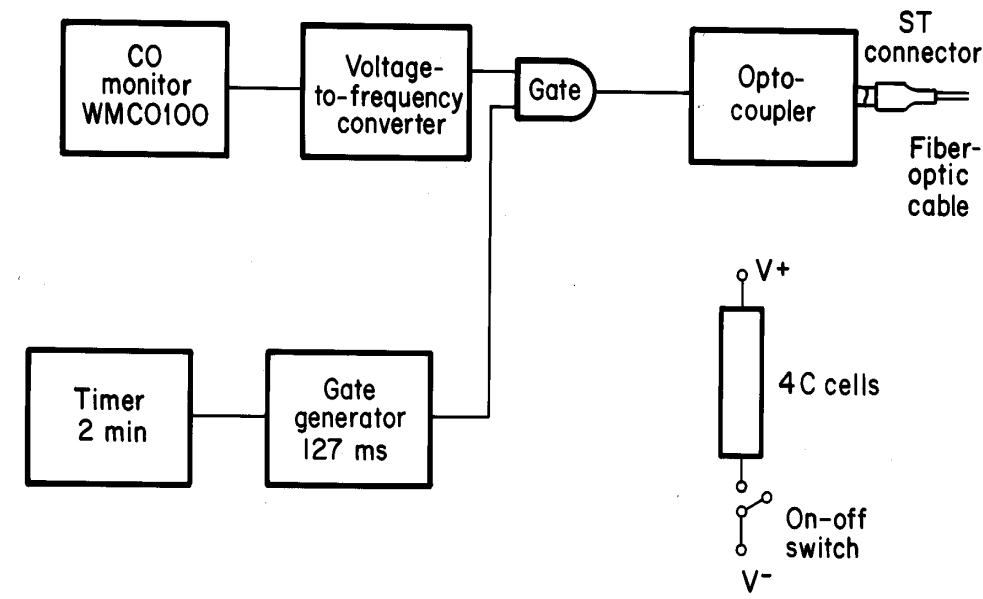 CO
monitor
WMCO100
Voltage-
to-frequency
converter
Gate
Opto-
coupler
ST
connector
Fiber-
optic
cable
Timer
2 min
Gate
generator
127 ms
V+
4C cells
On-off
switch
V-